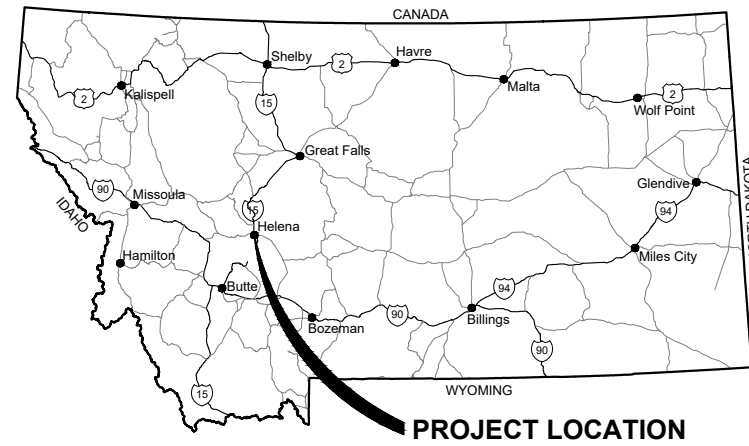 CANADA
Shelby
2
Havre
2
Kalispell
15
Malta
2
Wolf Point
Great Falls
IDAHO
90
Missoula
15
Helena
Glendive
94
Hamilton
Butte
Miles City
94
Bozeman
90
Billings
90
15
WYOMING
PROJECT LOCATION